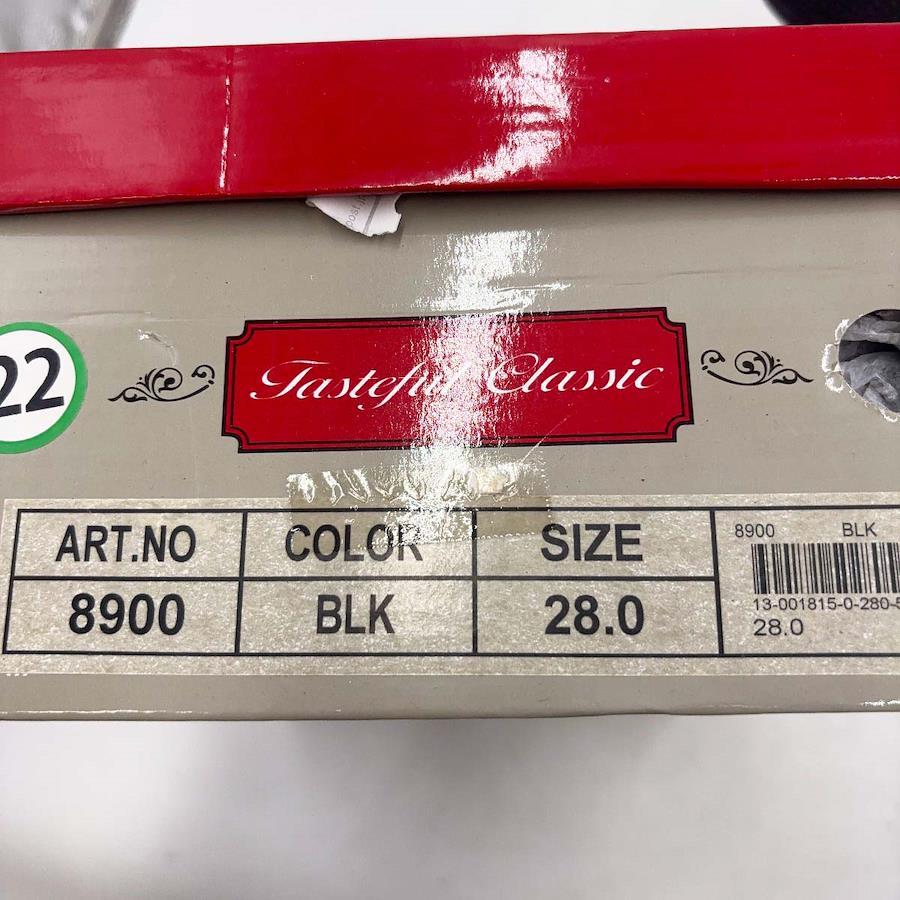 post.j
22
Tasteful Classic
ART.NO COLOR SIZE
8900 BLK 28.0
8900 BLK
13-001815-0-280-5
28.0